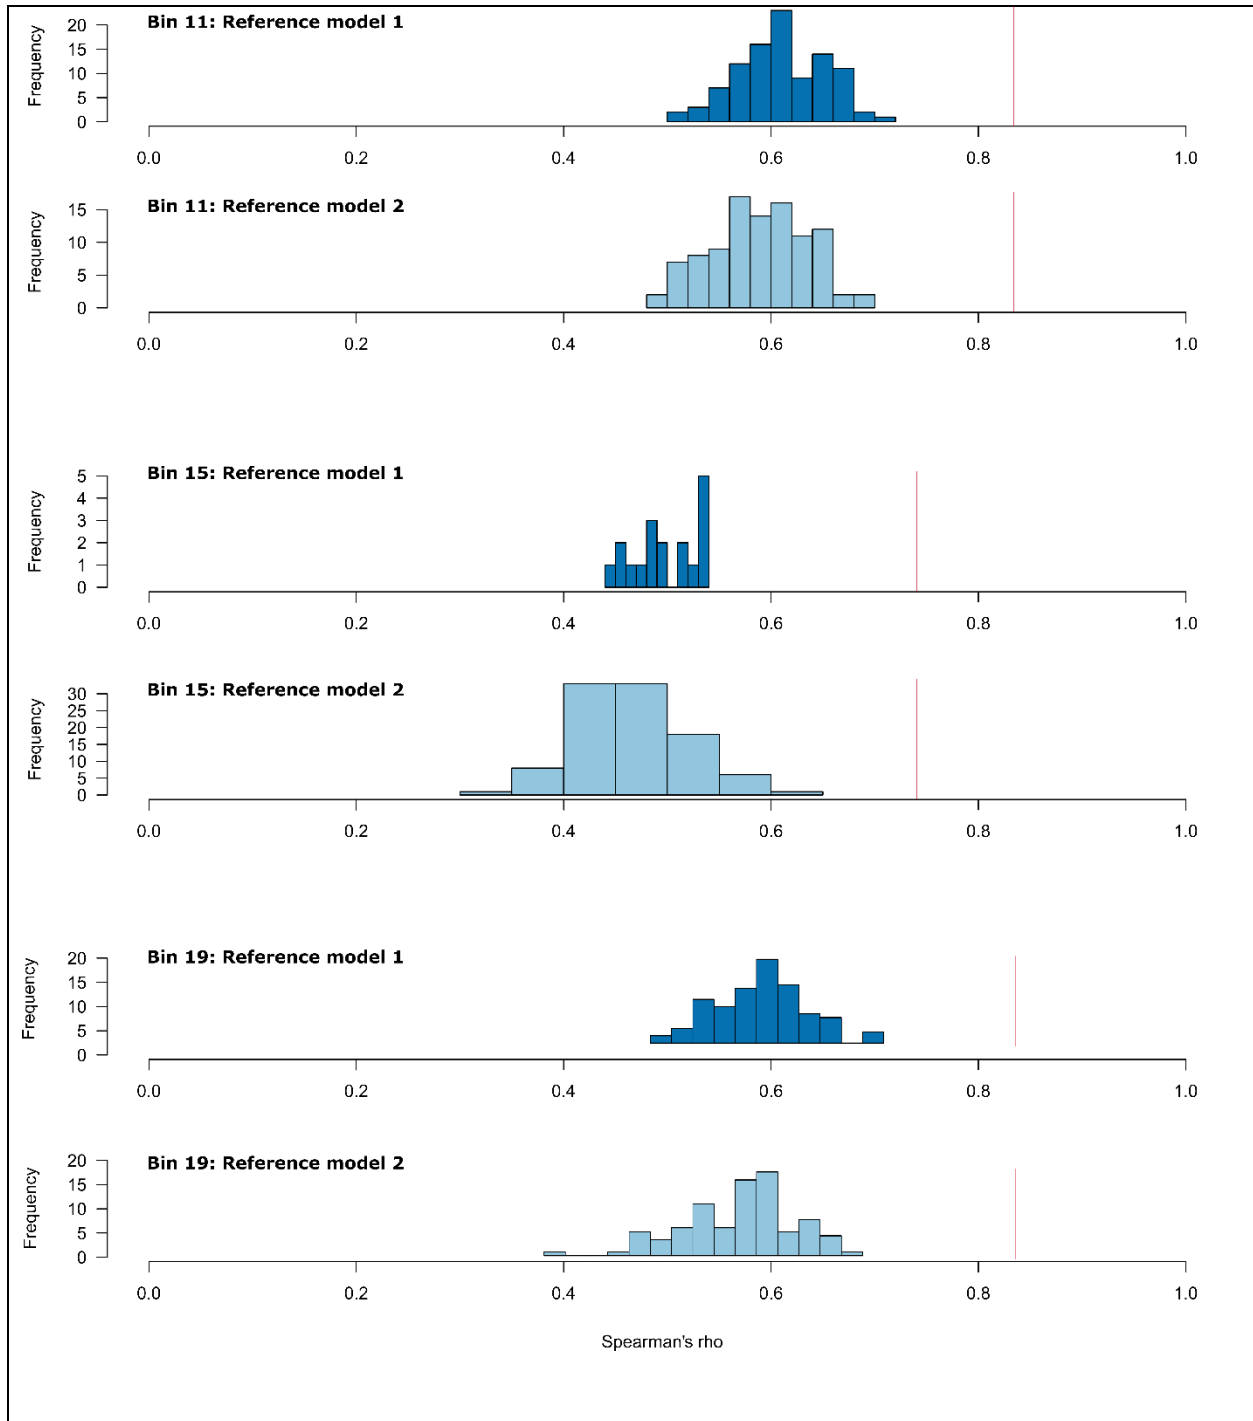 Bin 11: Reference model 1
Frequency
20
15
10
5
0
0.0 0.2 0.4 0.6 0.8 1.0
Bin 11: Reference model 2
Frequency
15
10
5
0
0.0 0.2 0.4 0.6 0.8 1.0
Bin 15: Reference model 1
Frequency
5
4
3
2
1
0
0.0 0.2 0.4 0.6 0.8 1.0
Bin 15: Reference model 2
Frequency
30
25
20
15
10
5
0
0.0 0.2 0.4 0.6 0.8 1.0
Bin 19: Reference model 1
Frequency
20
15
10
5
0
0.0 0.2 0.4 0.6 0.8 1.0
Bin 19: Reference model 2
Frequency
20
15
10
5
0
0.0 0.2 0.4 0.6 0.8 1.0
Spearman's rho